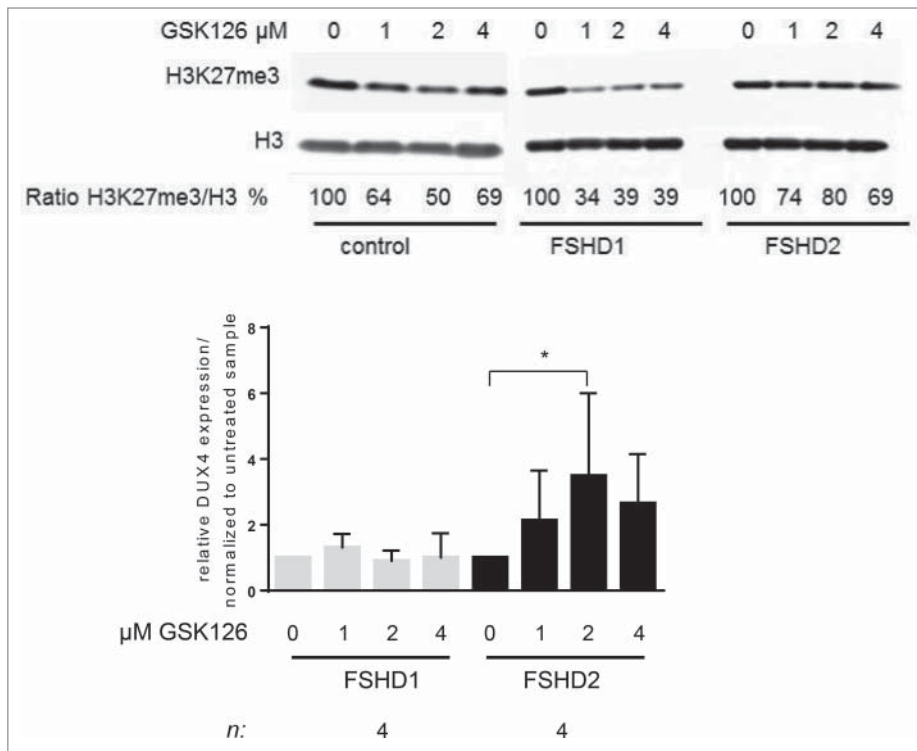 GSK126 μM 0 1 2 4 0 1 2 4 0 1 2 4
H3K27me3
H3
Ratio H3K27me3/H3 % 100 64 50 69 100 34 39 39 100 74 80 69
control FSHD1 FSHD2
relative DUX4 expression/
normalized to untreated sample
8
*
6
4
2
0
μM GSK126 0 1 2 4 0 1 2 4
FSHD1 FSHD2
n: 4 4